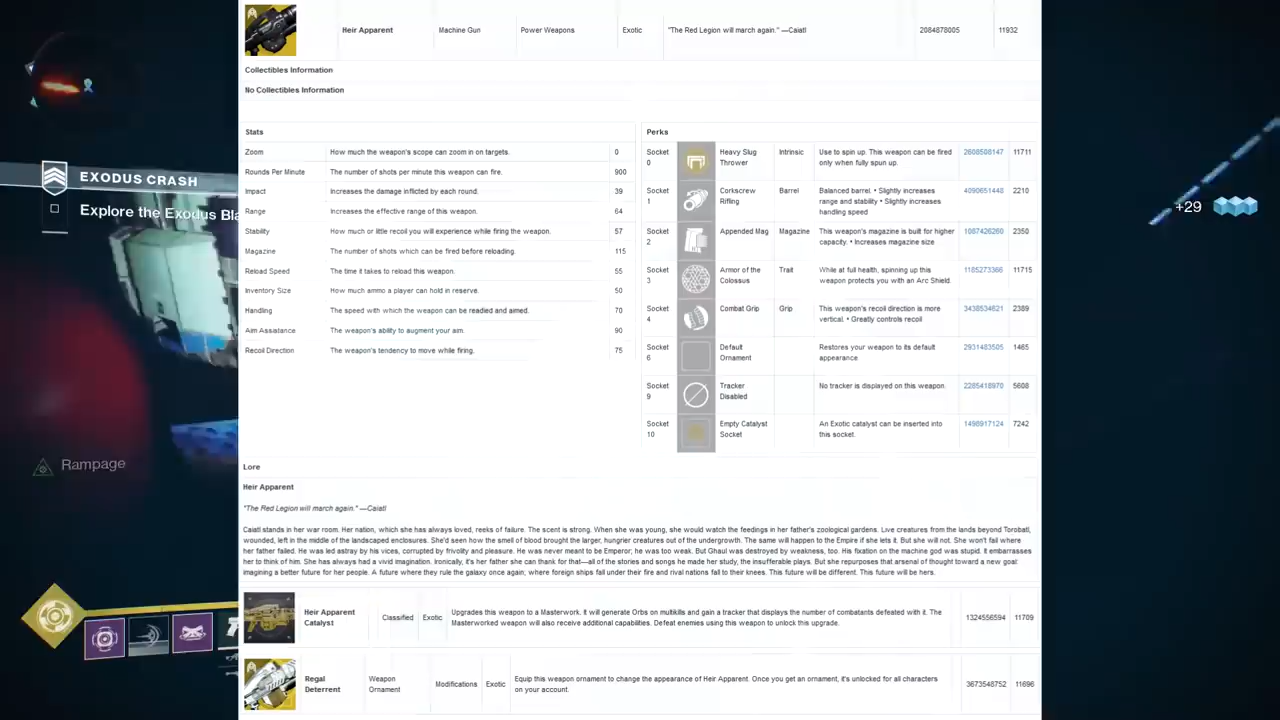 Heir Apparent Machine Gun Power Weapons Exotic "The Red Legion will march again." —Caiatl 2084878005 11932
Collectibles Information
No Collectibles Information
Stats
Zoom How much the weapon's scope can zoom in on targets. 0
Rounds Per Minute The number of shots per minute this weapon can fire. 900
Impact Increases the damage inflicted by each round. 39
Range Increases the effective range of this weapon. 64
Stability How much or little recoil you will experience while firing the weapon. 57
Magazine The number of shots which can be fired before reloading. 115
Reload Speed The time it takes to reload this weapon. 55
Inventory Size How much ammo a player can hold in reserve. 50
Handling The speed with which the weapon can be readied and aimed. 70
Aim Assistance The weapon's ability to augment your aim. 90
Recoil Direction The weapon's tendency to move while firing. 75
Perks
Socket Heavy Slug Intrinsic Use to spin up. This weapon can be fired 2608508147 11711
0 Thrower only when fully spun up.
Socket Corkscrew Barrel Balanced barrel. • Slightly increases 4090651448 2210
1 Rifling range and stability • Slightly increases
handling speed
Socket Appended Mag Magazine This weapon's magazine is built for higher 1087426260 2350
2 capacity. • Increases magazine size
Socket Armor of the Trait While at full health, spinning up this 1185273366 11715
3 Colossus weapon protects you with an Arc Shield.
Socket Combat Grip Grip This weapon's recoil direction is more 3438534621 2389
4 vertical. • Greatly controls recoil
Socket Default Restores your weapon to its default 2931483505 1465
6 Ornament appearance.
Socket Tracker No tracker is displayed on this weapon. 2285418970 5608
9 Disabled
Socket Empty Catalyst An Exotic catalyst can be inserted into 1498917124 7242
10 Socket this socket.
Lore
Heir Apparent
"The Red Legion will march again." —Caiatl
Caiatl stands in her war room. Her nation, which she has always loved, reeks of failure. The scent is strong. When she was young, she would watch the feedings in her father's zoological gardens. Live creatures from the lands beyond Torobatl,
wounded, left in the middle of the landscaped enclosures. She'd seen how the smell of blood brought the larger, hungrier creatures out of the undergrowth. The same will happen to the Empire if she lets it. But she will not. She won't fail where
her father failed. He was led astray by his vices, corrupted by frivolity and pleasure. He was never meant to be Emperor; he was too weak. But Ghaul was destroyed by weakness, too. His fixation on the machine god was stupid. It embarrasses
her to think of him. She has always had a vivid imagination. Ironically, it's her father she can thank for that—all of the stories and songs he made her study, the insufferable plays. But she repurposes that arsenal of thought toward a new goal:
imagining a better future for her people. A future where they rule the galaxy once again; where foreign ships fall under their fire and rival nations fall to their knees. This future will be different. This future will be hers.
Heir Apparent Classified Exotic Upgrades this weapon to a Masterwork. It will generate Orbs on multikills and gain a tracker that displays the number of combatants defeated with it. The 1324556594 11709
Catalyst Masterworked weapon will also receive additional capabilities. Defeat enemies using this weapon to unlock this upgrade.
Regal Weapon Modifications Exotic Equip this weapon ornament to change the appearance of Heir Apparent. Once you get an ornament, it's unlocked for all characters 3673548752 11696
Deterrent Ornament on your account.
EXODUS CRASH
Explore the Exodus Bla
Rampage
+29